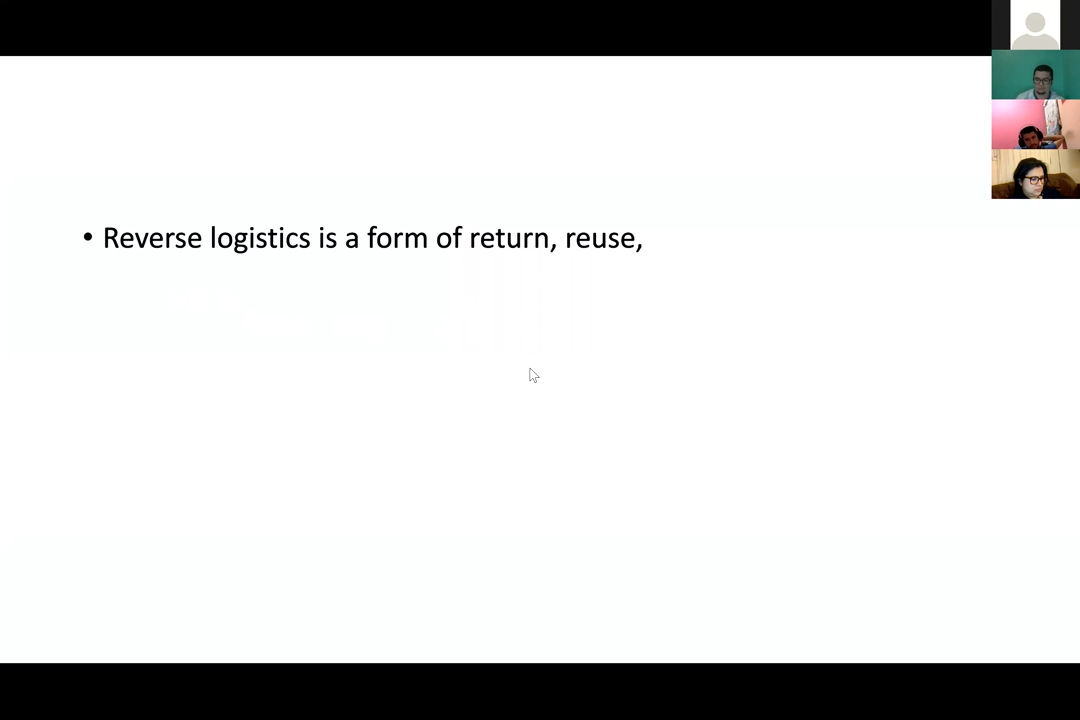 • Reverse logistics is a form of return, reuse,